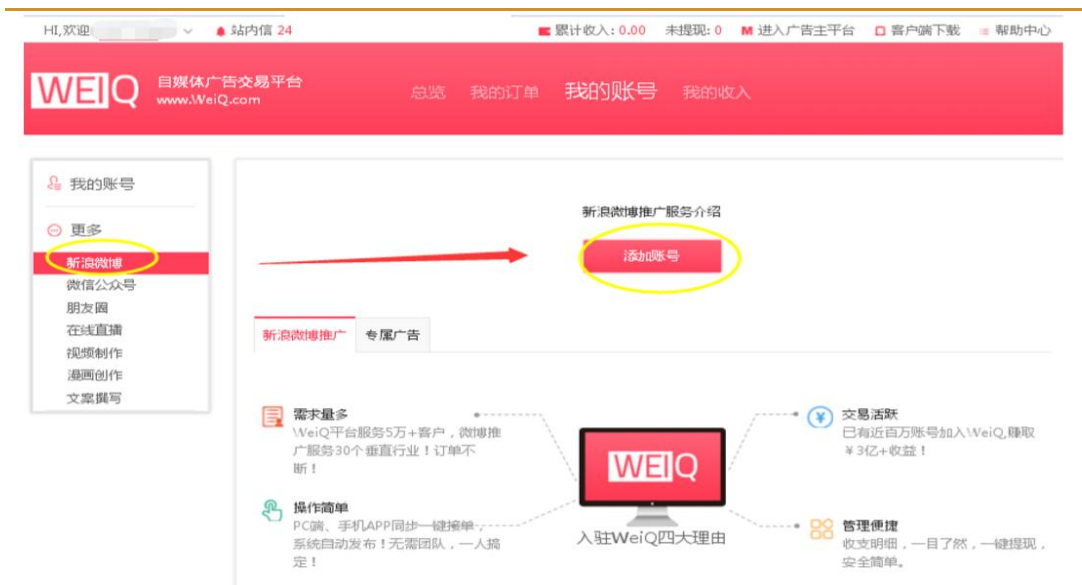 HI,欢迎
站内信 24
累计收入: 0.00 未提现: 0 进入广告主平台 客户端下载 帮助中心
WEIQ 自媒体广告交易平台
www.WeiQ.com
总览 我的订单 我的账号 我的收入
我的账号
更多
新浪微博
微信公众号
朋友圈
在线直播
视频制作
漫画创作
文案撰写
新浪微博推广服务介绍
添加账号
新浪微博推广 专属广告
需求量多
WeiQ平台服务5万+客户，微博推
广服务30个垂直行业！订单不
断！
操作简单
PC端、手机APP同步一键接单，
系统自动发布！无需团队，一人搞
定！
WEIQ
入驻WeiQ四大理由
交易活跃
已有近百万账号加入WeiQ,赚取
￥3亿+收益！
管理便捷
收支明细，一目了然，一键提现，
安全简单。